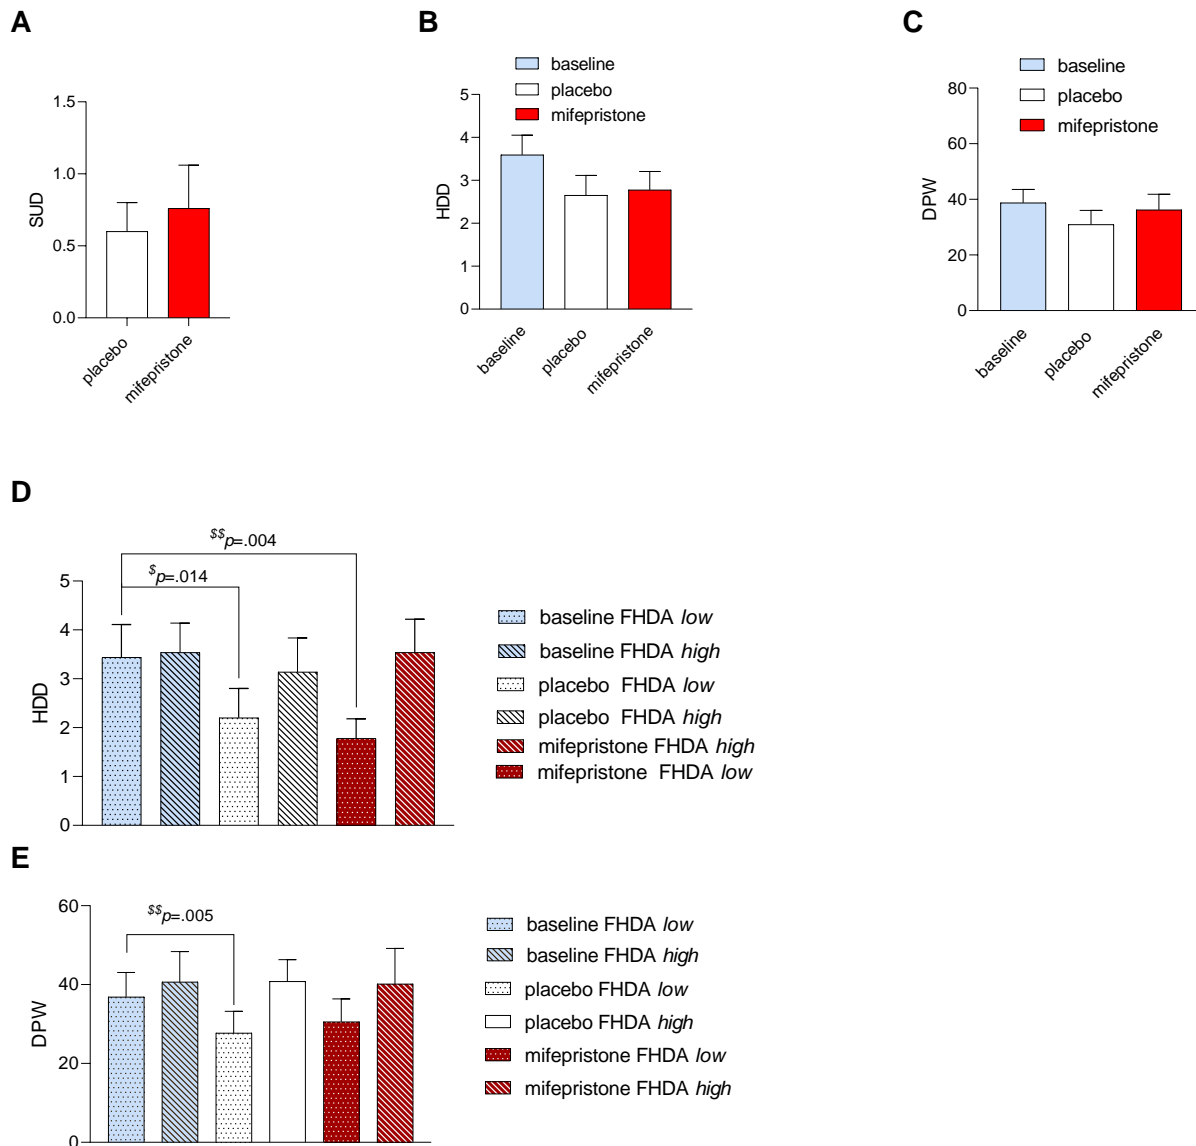 A
1.5
1.0
0.5
0.0
SUD
placebo
mifepristone
B
baseline
placebo
mifepristone
5
4
3
2
1
0
HDD
baseline
placebo
mifepristone
C
baseline
placebo
mifepristone
80
60
40
20
0
DPW
baseline
placebo
mifepristone
D
$$p=.004
$p=.014
5
4
3
2
1
0
HDD
baseline FHDA low
baseline FHDA high
placebo FHDA low
placebo FHDA high
mifepristone FHDA high
mifepristone FHDA low
E
$$p=.005
60
40
20
0
DPW
baseline FHDA low
baseline FHDA high
placebo FHDA low
placebo FHDA high
mifepristone FHDA low
mifepristone FHDA high